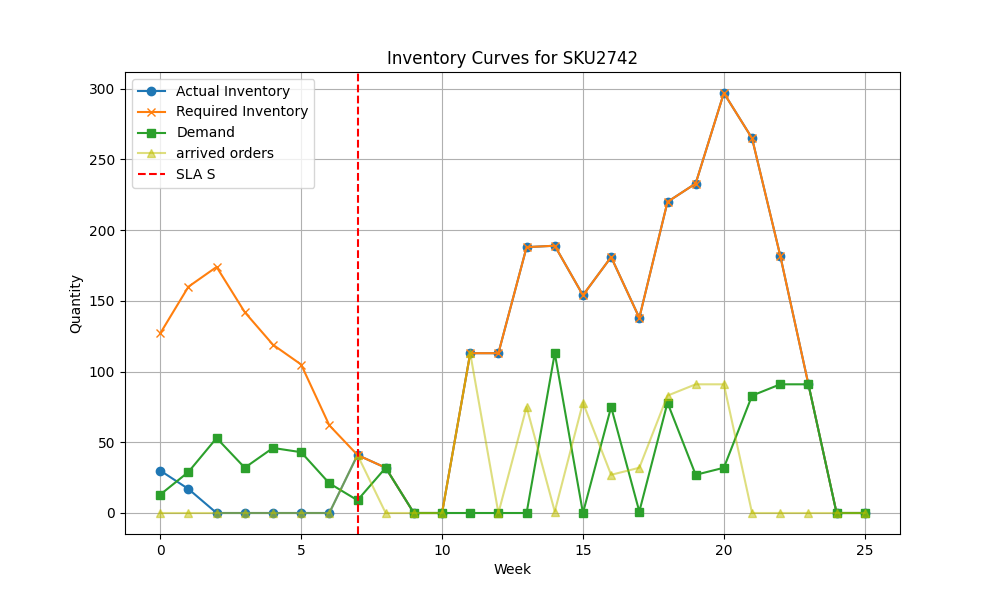 Inventory Curves for SKU2742
Actual Inventory
Required Inventory
Demand
arrived orders
SLA S
300
250
200
150
100
50
0
Quantity
0 5 10 15 20 25
Week